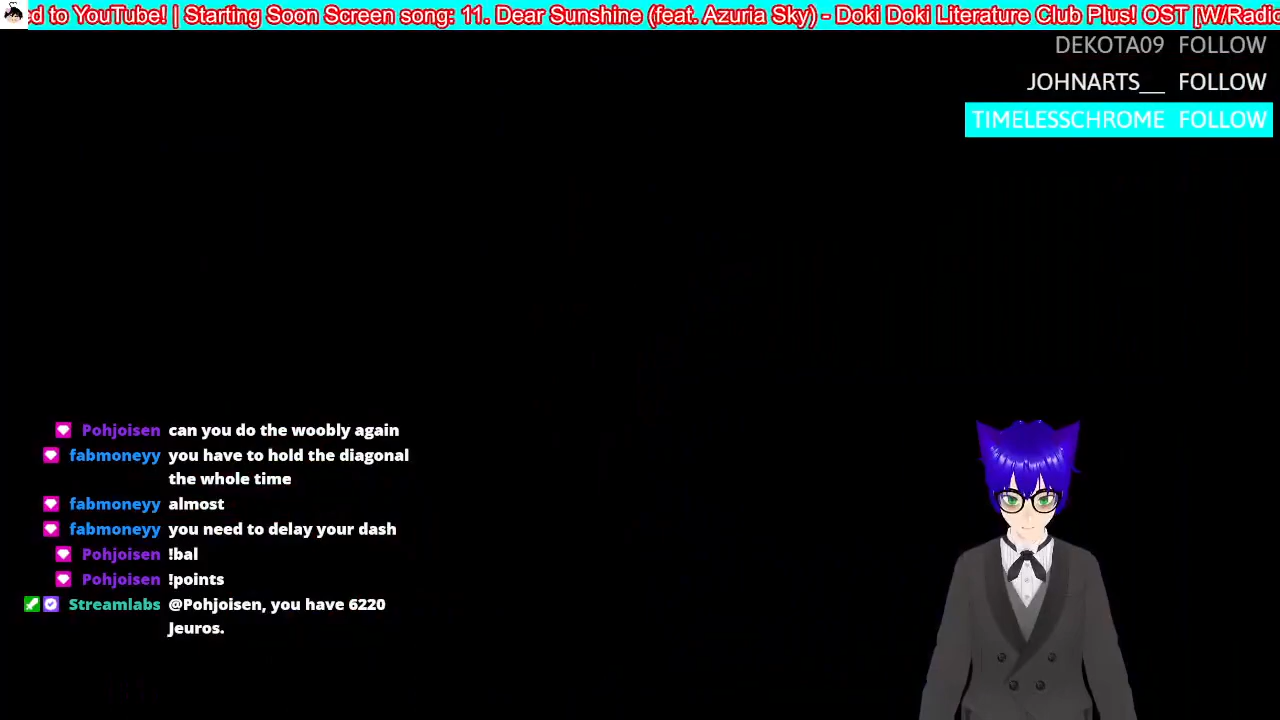 ed to YouTube! | Starting Soon Screen song: 11. Dear Sunshine (feat. Azuria Sky) - Doki Doki Literature Club Plus! OST [W/Radio
DEKOTA09 FOLLOW
JOHNARTS__ FOLLOW
TIMELESSCHROME FOLLOW
Pohjoisen can you do the woobly again
fabmoneyy you have to hold the diagonal
the whole time
fabmoneyy almost
fabmoneyy you need to delay your dash
Pohjoisen !bal
Pohjoisen !points
Streamlabs @Pohjoisen, you have 6220
Jeuros.